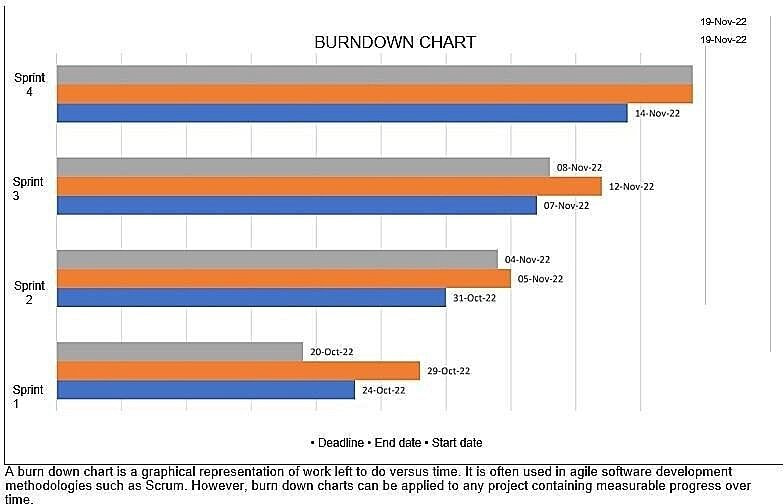 19-Nov-22
19-Nov-22
BURNDOWN CHART
Sprint
4
14-Nov-22
08-Nov-22
Sprint
3
12-Nov-22
07-Nov-22
04-Nov-22
Sprint
2
05-Nov-22
31-Oct-22
20-Oct-22
29-Oct-22
Sprint
1
24-Oct-22
• Deadline • End date • Start date
A burn down chart is a graphical representation of work left to do versus time. It is often used in agile software development
methodologies such as Scrum. However, burn down charts can be applied to any project containing measurable progress over
time.